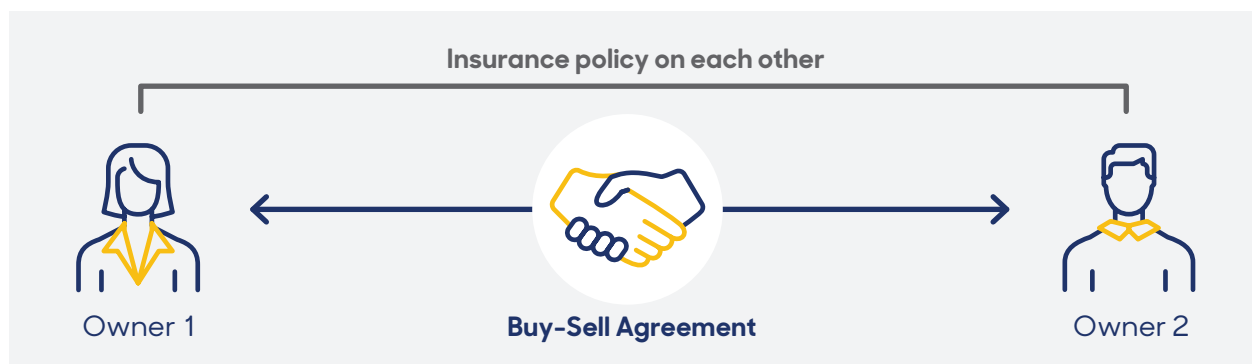 Insurance policy on each other
Owner 1
Buy-Sell Agreement
Owner 2